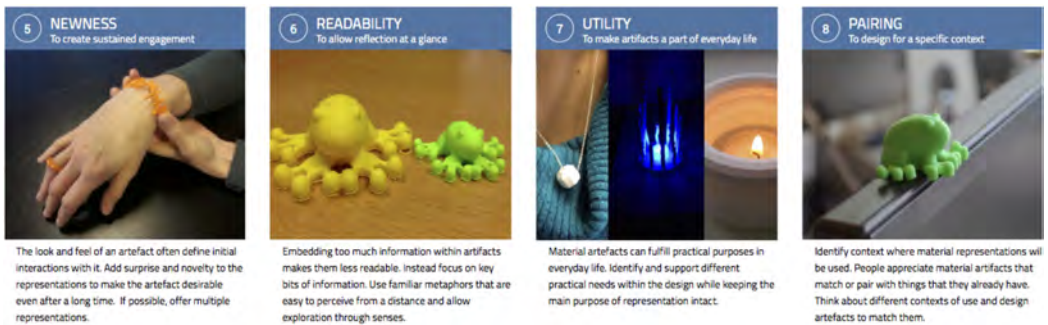 5
NEWNESS
To create sustained engagement
The look and feel of an artefact often define initial
interactions with it. Add surprise and novelty to the
representations to make the artefact desirable
even after a long time. If possible, offer multiple
representations.
6
READABILITY
To allow reflection at a glance
Embedding too much information within artifacts
makes them less readable. Instead focus on key
bits of information. Use familiar metaphors that are
easy to perceive from a distance and allow
exploration through senses.
7
UTILITY
To make artifacts a part of everyday life
Material artefacts can fulfill practical purposes in
everyday life. Identify and support different
practical needs within the design while keeping the
main purpose of representation intact.
8
PAIRING
To design for a specific context
Identify context where material representations will
be used. People appreciate material artifacts that
match or pair with things that they already have.
Think about different contexts of use and design
artefacts to match them.